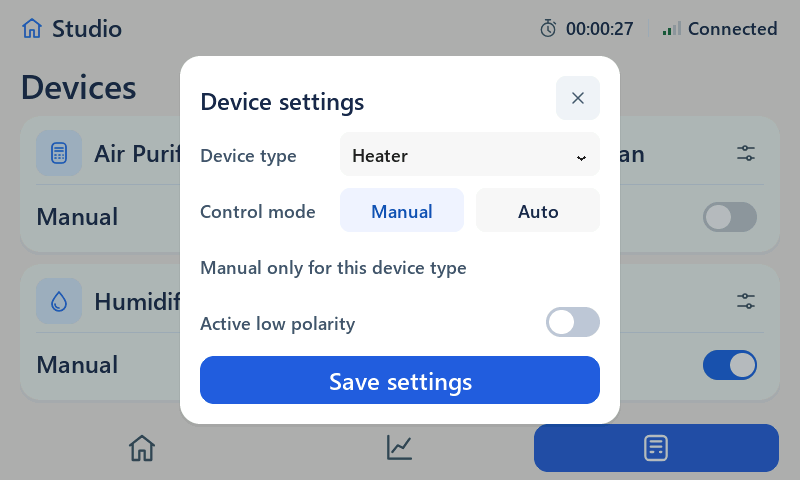 Studio
00:00:27
Connected
Devices
Device settings
Air Purif
an
Device type
Heater
Manual
Control mode
Manual
Auto
Manual only for this device type
Humidif
Active low polarity
Manual
Save settings